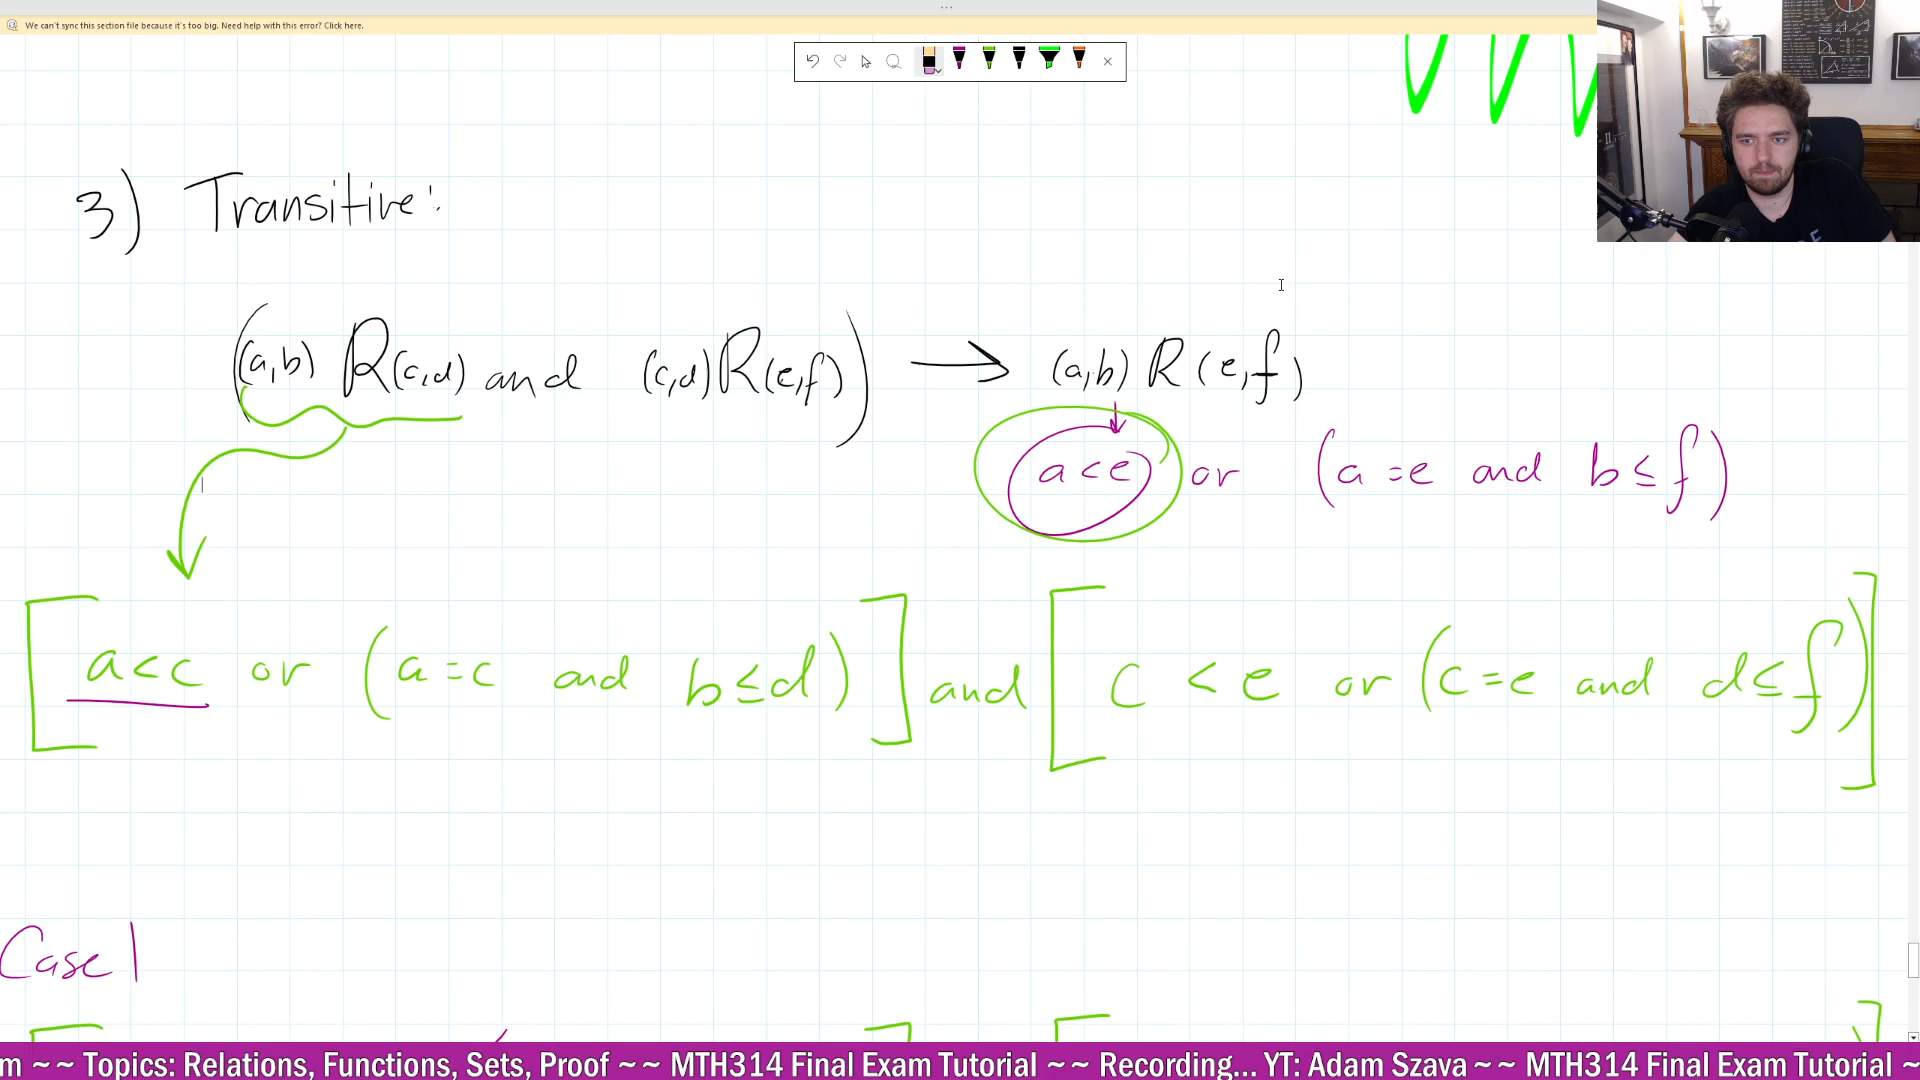 We can't sync this section file because it's too big. Need help with this error? Click here.
3) Transitive:
((a,b) R (c,d) and (c,d) R (e,f)) → (a,b) R (e,f)
a < e or (a = e and b ≤ f)
[a < c or (a = c and b ≤ d)] and [c < e or (c = e and d ≤ f)]
Case 1
m ~ ~ Topics: Relations, Functions, Sets, Proof ~ ~ MTH314 Final Exam Tutorial ~ ~ Recording... YT: Adam Szava ~ ~ MTH314 Final Exam Tutorial ~